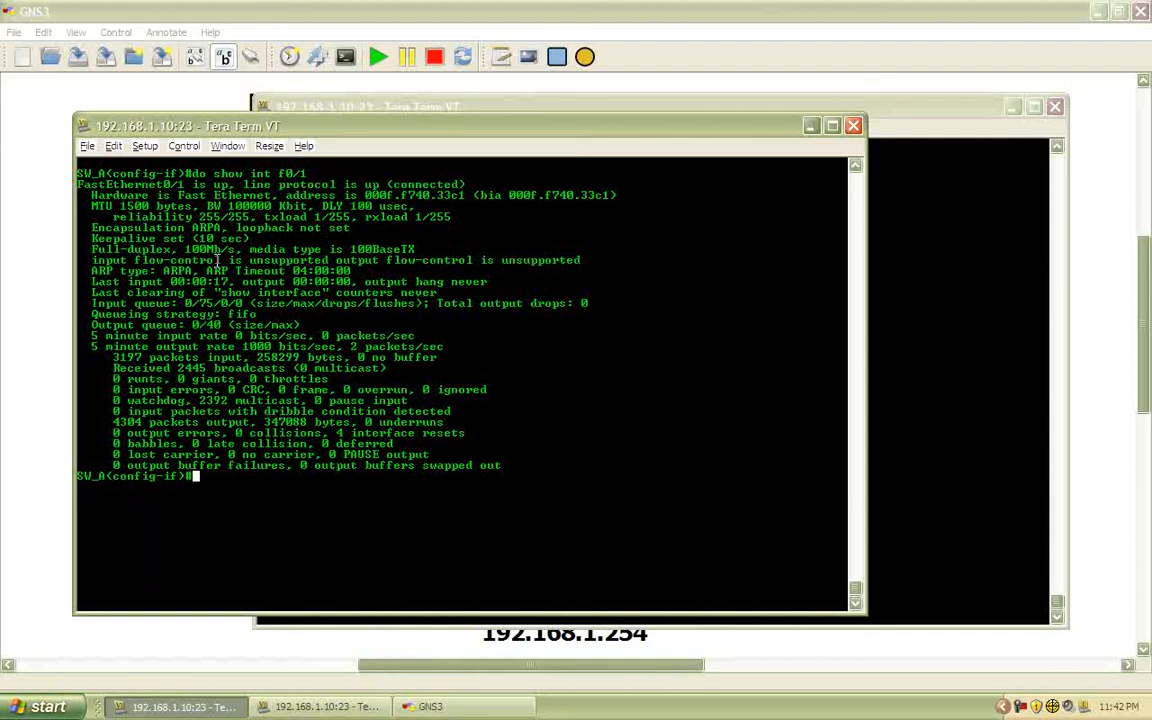 GNS3
File Edit View Control Annotate Help
192.168.1.10:23 - Tera Term VT
192.168.1.10:23 - Tera Term VT
File Edit Setup Control Window Resize Help
SW_A(config-if)#do show int f0/1
FastEthernet0/1 is up, line protocol is up (connected)
Hardware is Fast Ethernet, address is 000f.f740.33c1 (bia 000f.f740.33c1)
MTU 1500 bytes, BW 100000 Kbit, DLY 100 usec,
reliability 255/255, txload 1/255, rxload 1/255
Encapsulation ARPA, loopback not set
Keepalive set (10 sec)
Full-duplex, 100Mb/s, media type is 100BaseTX
input flow-control is unsupported output flow-control is unsupported
ARP type: ARPA, ARP Timeout 04:00:00
Last input 00:00:17, output 00:00:00, output hang never
Last clearing of "show interface" counters never
Input queue: 0/75/0/0 (size/max/drops/flushes); Total output drops: 0
Queueing strategy: fifo
Output queue: 0/40 (size/max)
5 minute input rate 0 bits/sec, 0 packets/sec
5 minute output rate 1000 bits/sec, 2 packets/sec
3197 packets input, 258299 bytes, 0 no buffer
Received 2445 broadcasts (0 multicast)
0 runts, 0 giants, 0 throttles
0 input errors, 0 CRC, 0 frame, 0 overrun, 0 ignored
0 watchdog, 2392 multicast, 0 pause input
0 input packets with dribble condition detected
4304 packets output, 347088 bytes, 0 underruns
0 output errors, 0 collisions, 4 interface resets
0 babbles, 0 late collision, 0 deferred
0 lost carrier, 0 no carrier, 0 PAUSE output
0 output buffer failures, 0 output buffers swapped out
SW_A(config-if)#
192.168.1.254
start 192.168.1.10:23 - Te... 192.168.1.10:23 - Te... GNS3 11:42 PM